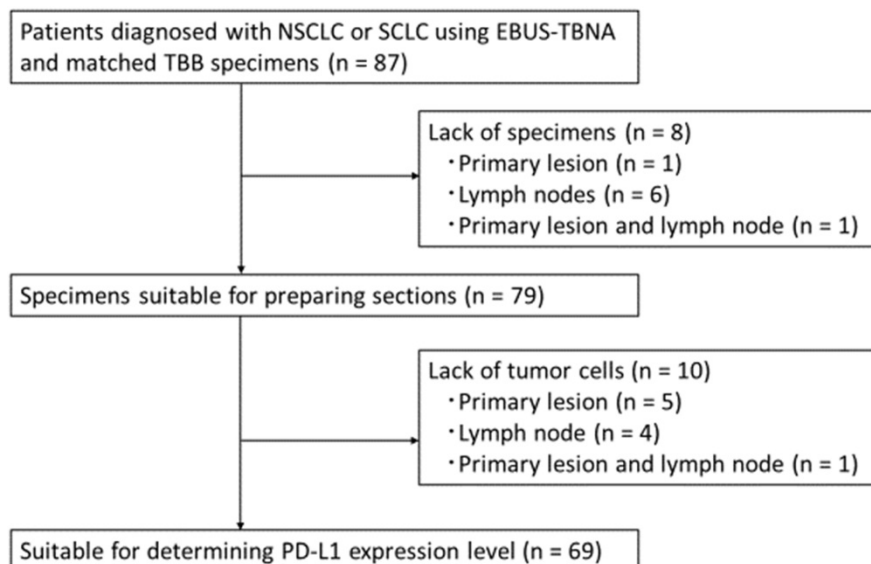 Patients diagnosed with NSCLC or SCLC using EBUS-TBNA
and matched TBB specimens (n = 87)
Lack of specimens (n = 8)
・Primary lesion (n = 1)
・Lymph nodes (n = 6)
・Primary lesion and lymph node (n = 1)
Specimens suitable for preparing sections (n = 79)
Lack of tumor cells (n = 10)
・Primary lesion (n = 5)
・Lymph node (n = 4)
・Primary lesion and lymph node (n = 1)
Suitable for determining PD-L1 expression level (n = 69)